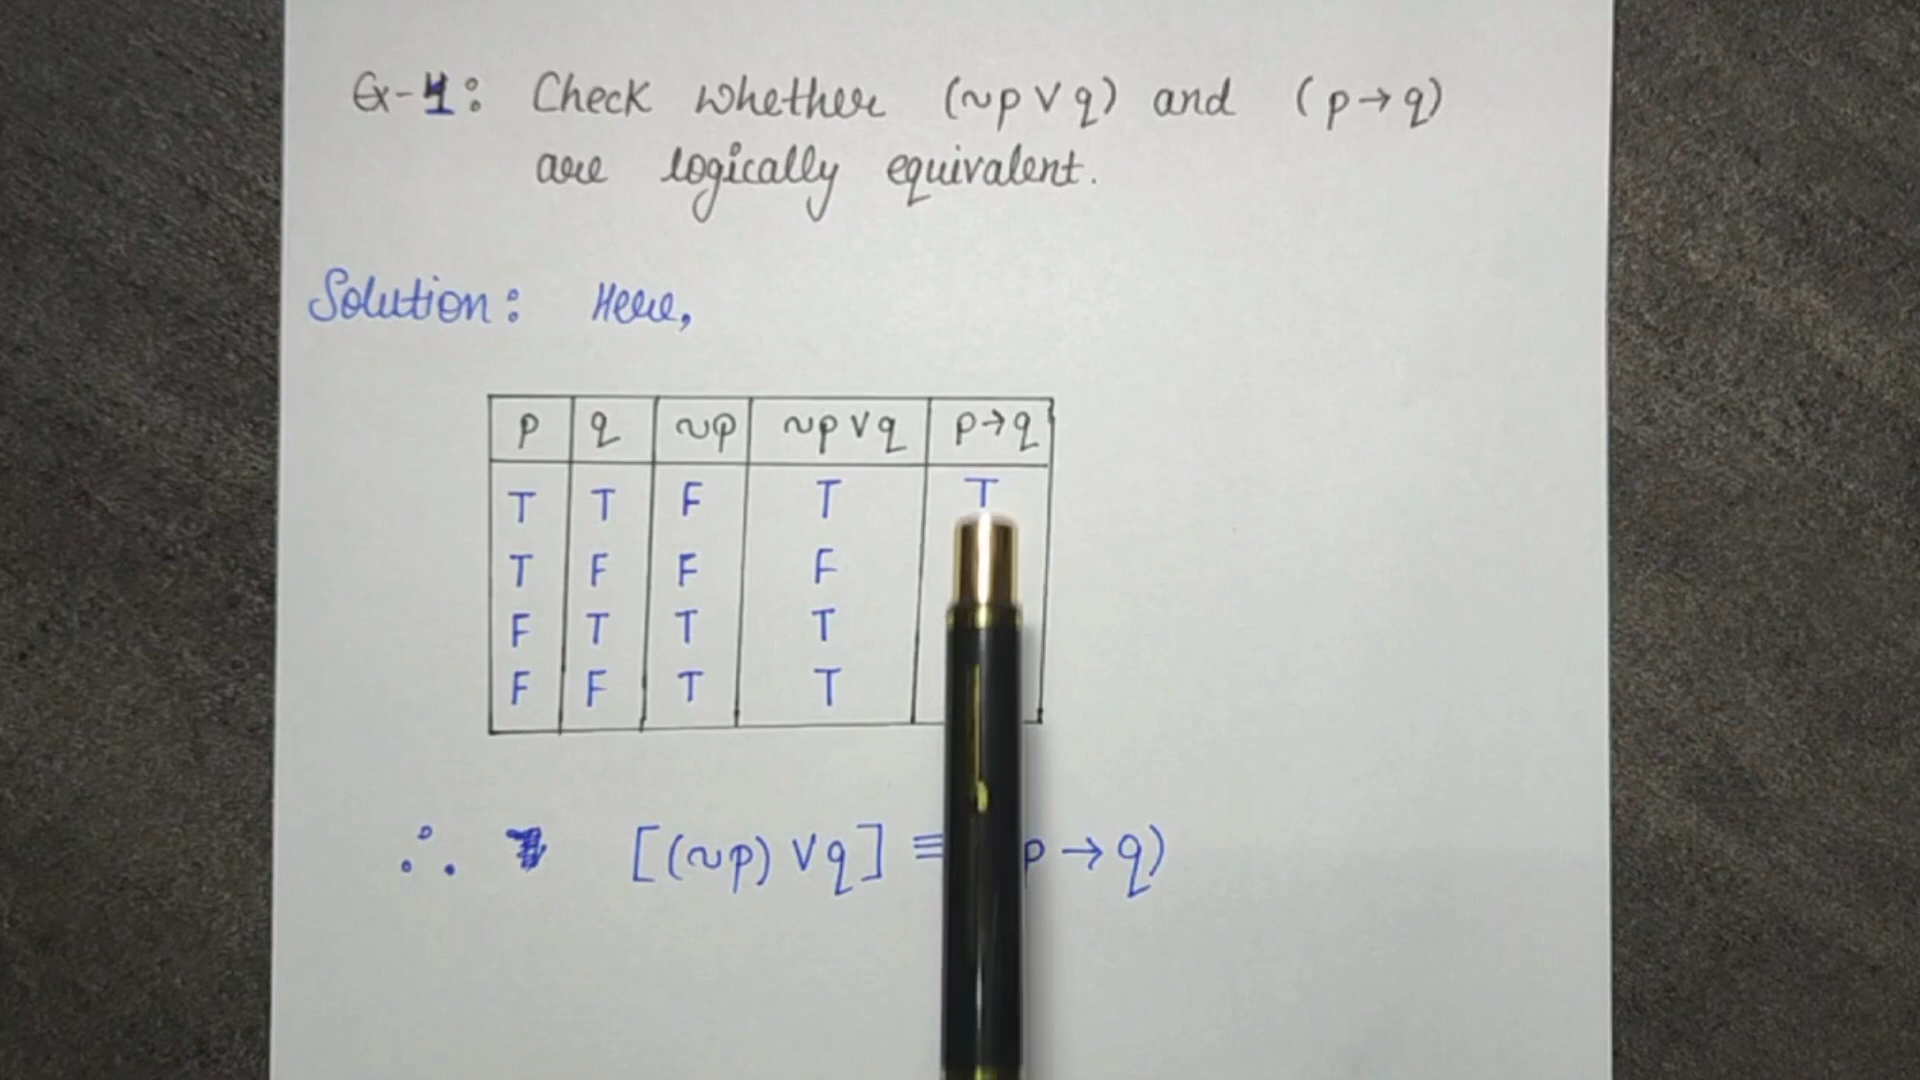 Ex-1: Check whether (~p ∨ q) and (p → q)
are logically equivalent.
Solution: Here,
p q ~p ~p ∨ q p → q
T T F T T
T F F F
F T T T
F F T T
∴ [(~p) ∨ q] ≡ p → q)